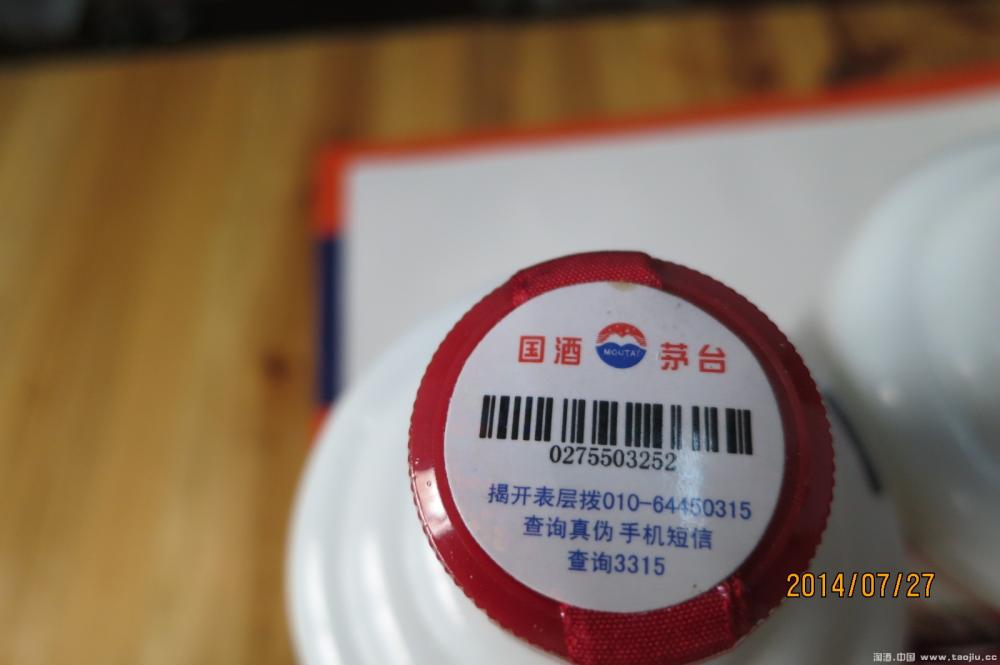 国酒 MOUTAI 茅台
0275503252
揭开表层拨010-64450315
查询真伪 手机短信
查询3315
2014/07/27
淘酒.中国 www.taojiu.cc